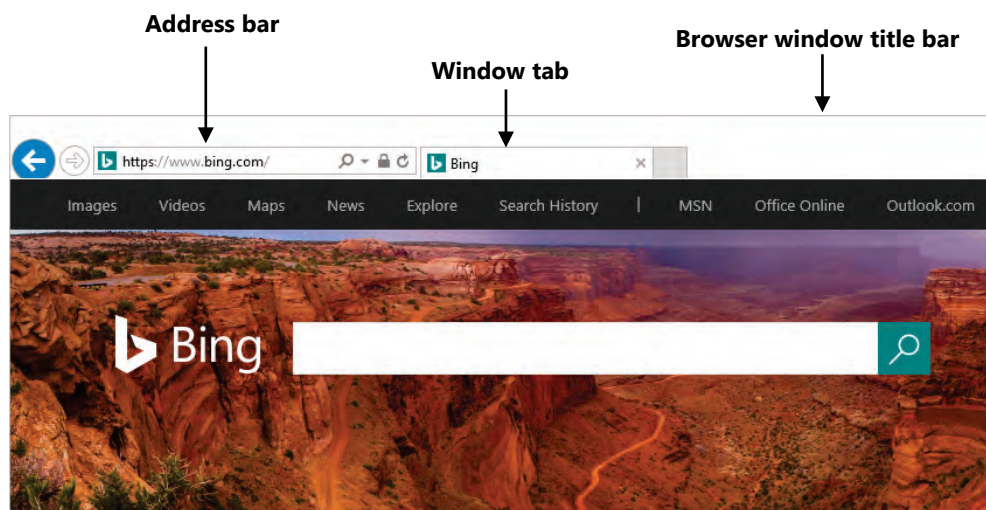 Address bar
Browser window title bar
Window tab
https://www.bing.com/
Bing
Images Videos Maps News Explore Search History | MSN Office Online Outlook.com
Bing